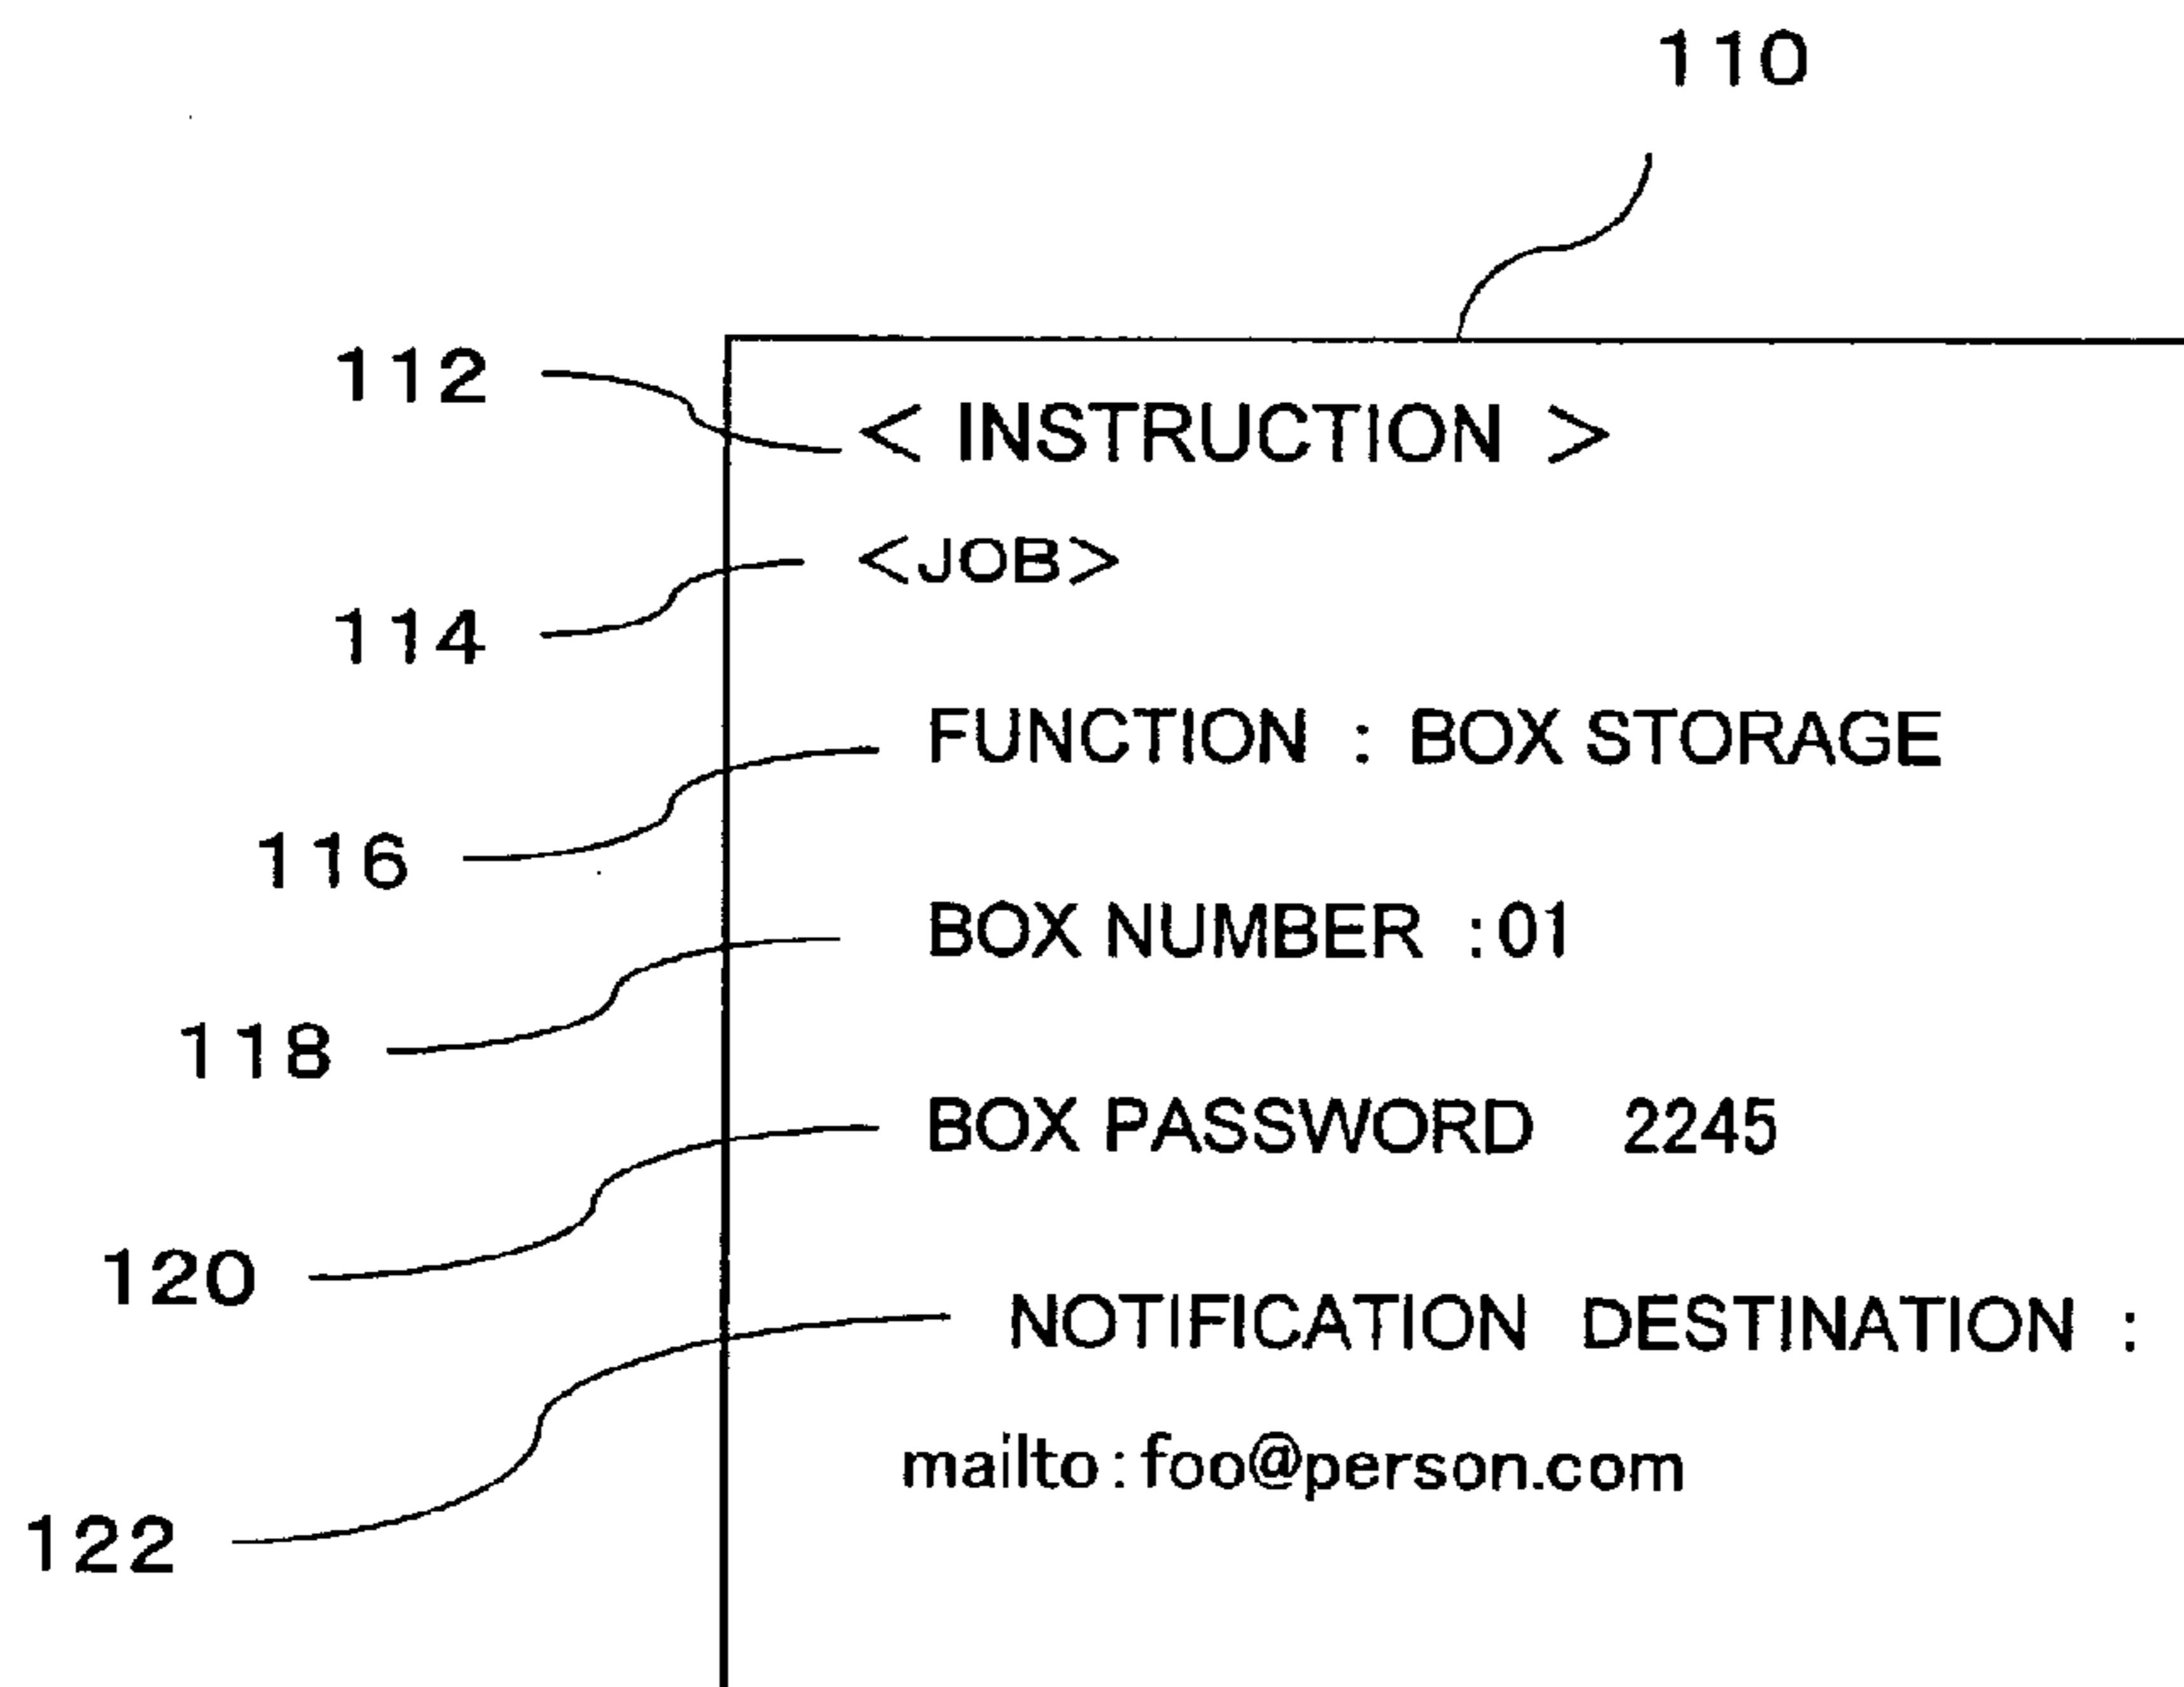 110
112 < INSTRUCTION >
<JOB>
114
FUNCTION : BOX STORAGE
116
BOX NUMBER :01
118
BOX PASSWORD 2245
120
NOTIFICATION DESTINATION :
mailto:foo@person.com
122